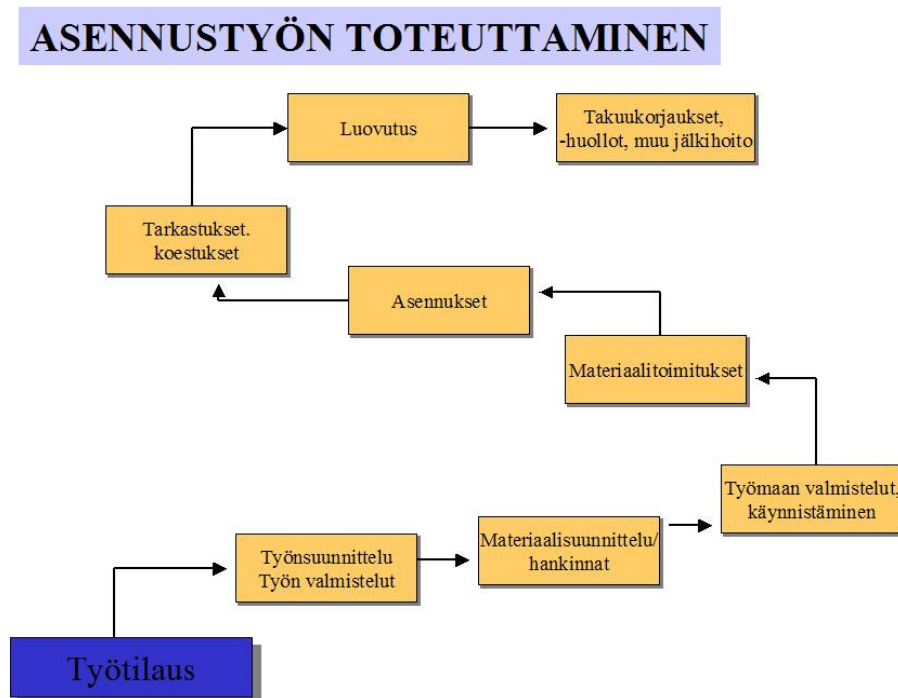 ASENNUSTYÖN TOTEUTTAMINEN
Luovutus
Takuukorjaukset,
-huollot, muu jälkihoito
Tarkastukset.
koestukset
Asennukset
Materiaalitoimitukset
Työmaan valmistelut,
käynnistäminen
Materiaalisuunnittelu/
hankinnat
Työnsuunnittelu
Työn valmistelut
Työtilaus